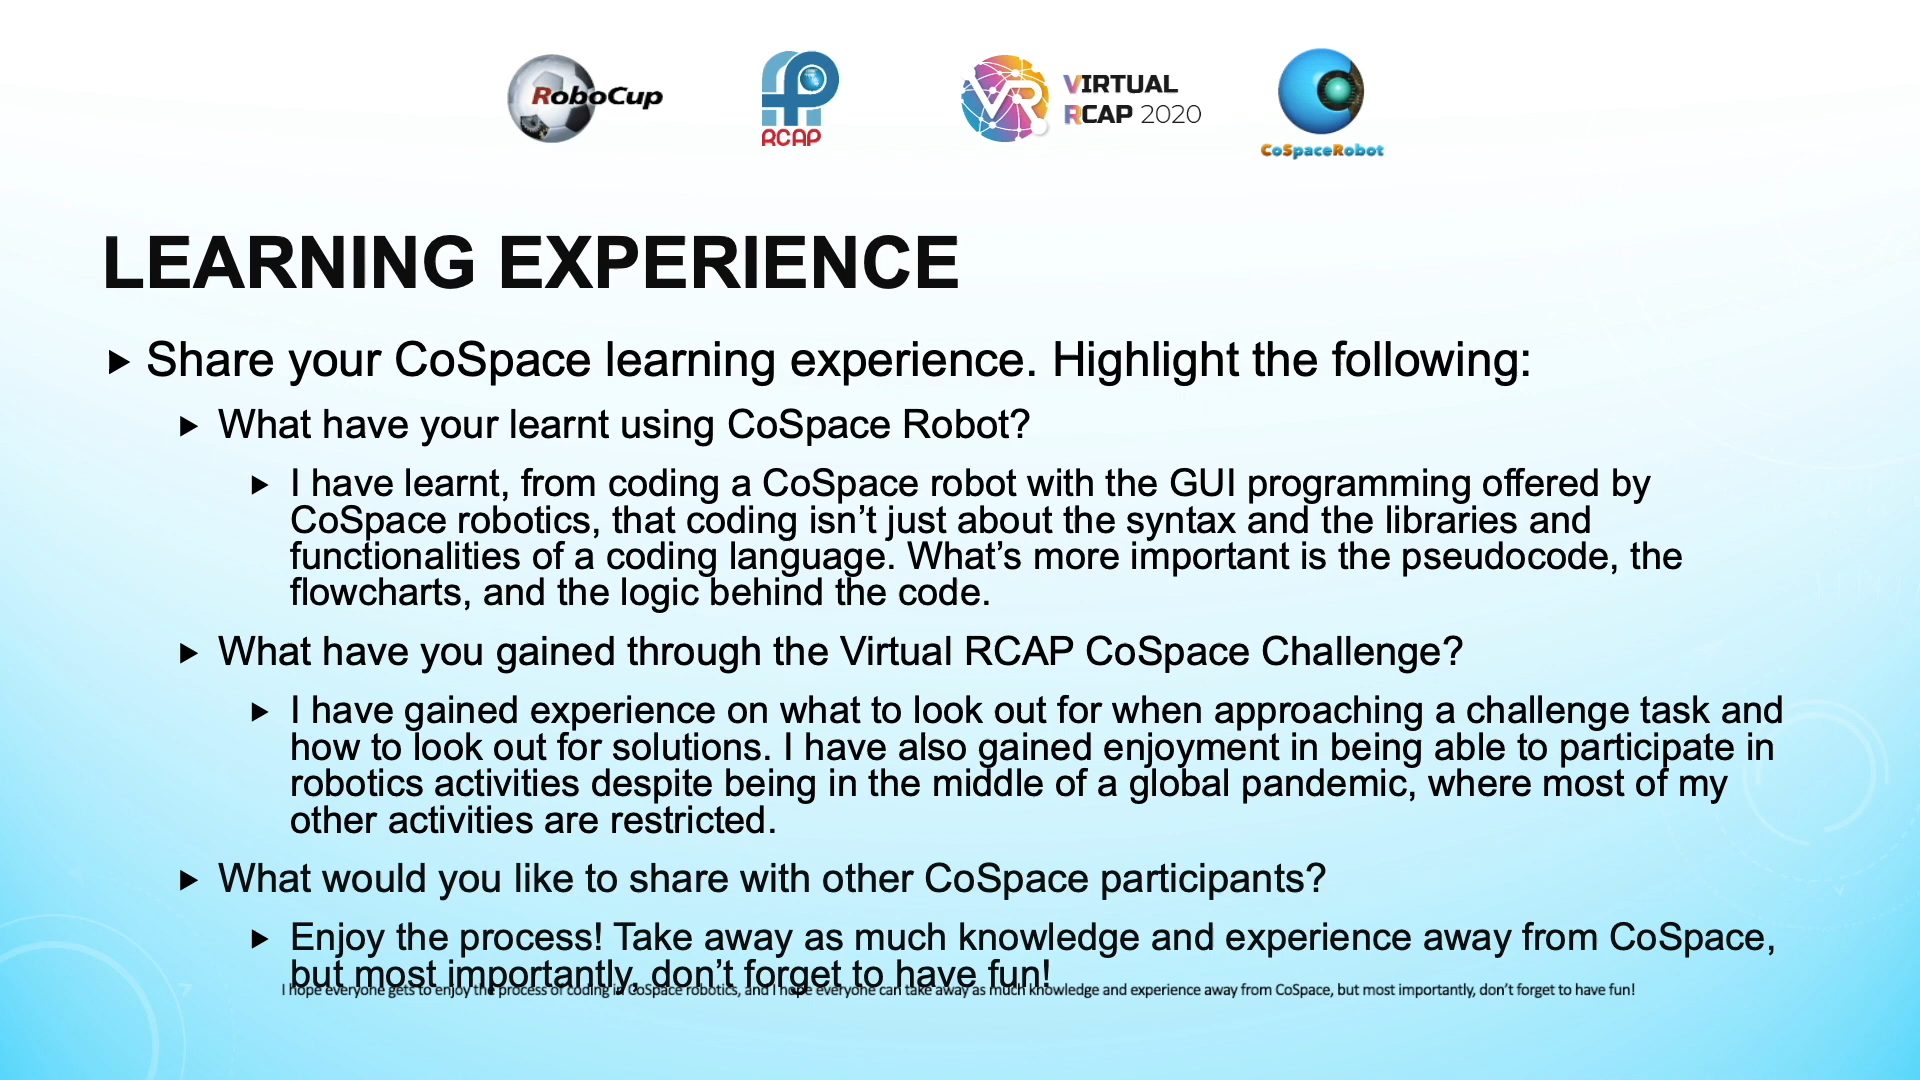 RoboCup
RCAP
VR
VIRTUAL
RCAP 2020
CoSpaceRobot
LEARNING EXPERIENCE
Share your CoSpace learning experience. Highlight the following:
What have your learnt using CoSpace Robot?
I have learnt, from coding a CoSpace robot with the GUI programming offered by
CoSpace robotics, that coding isn’t just about the syntax and the libraries and
functionalities of a coding language. What’s more important is the pseudocode, the
flowcharts, and the logic behind the code.
What have you gained through the Virtual RCAP CoSpace Challenge?
I have gained experience on what to look out for when approaching a challenge task and
how to look out for solutions. I have also gained enjoyment in being able to participate in
robotics activities despite being in the middle of a global pandemic, where most of my
other activities are restricted.
What would you like to share with other CoSpace participants?
Enjoy the process! Take away as much knowledge and experience away from CoSpace,
but most importantly, don’t forget to have fun!
I hope everyone gets to enjoy the process of coding in CoSpace robotics, and I hope everyone can take away as much knowledge and experience away from CoSpace, but most importantly, don’t forget to have fun!